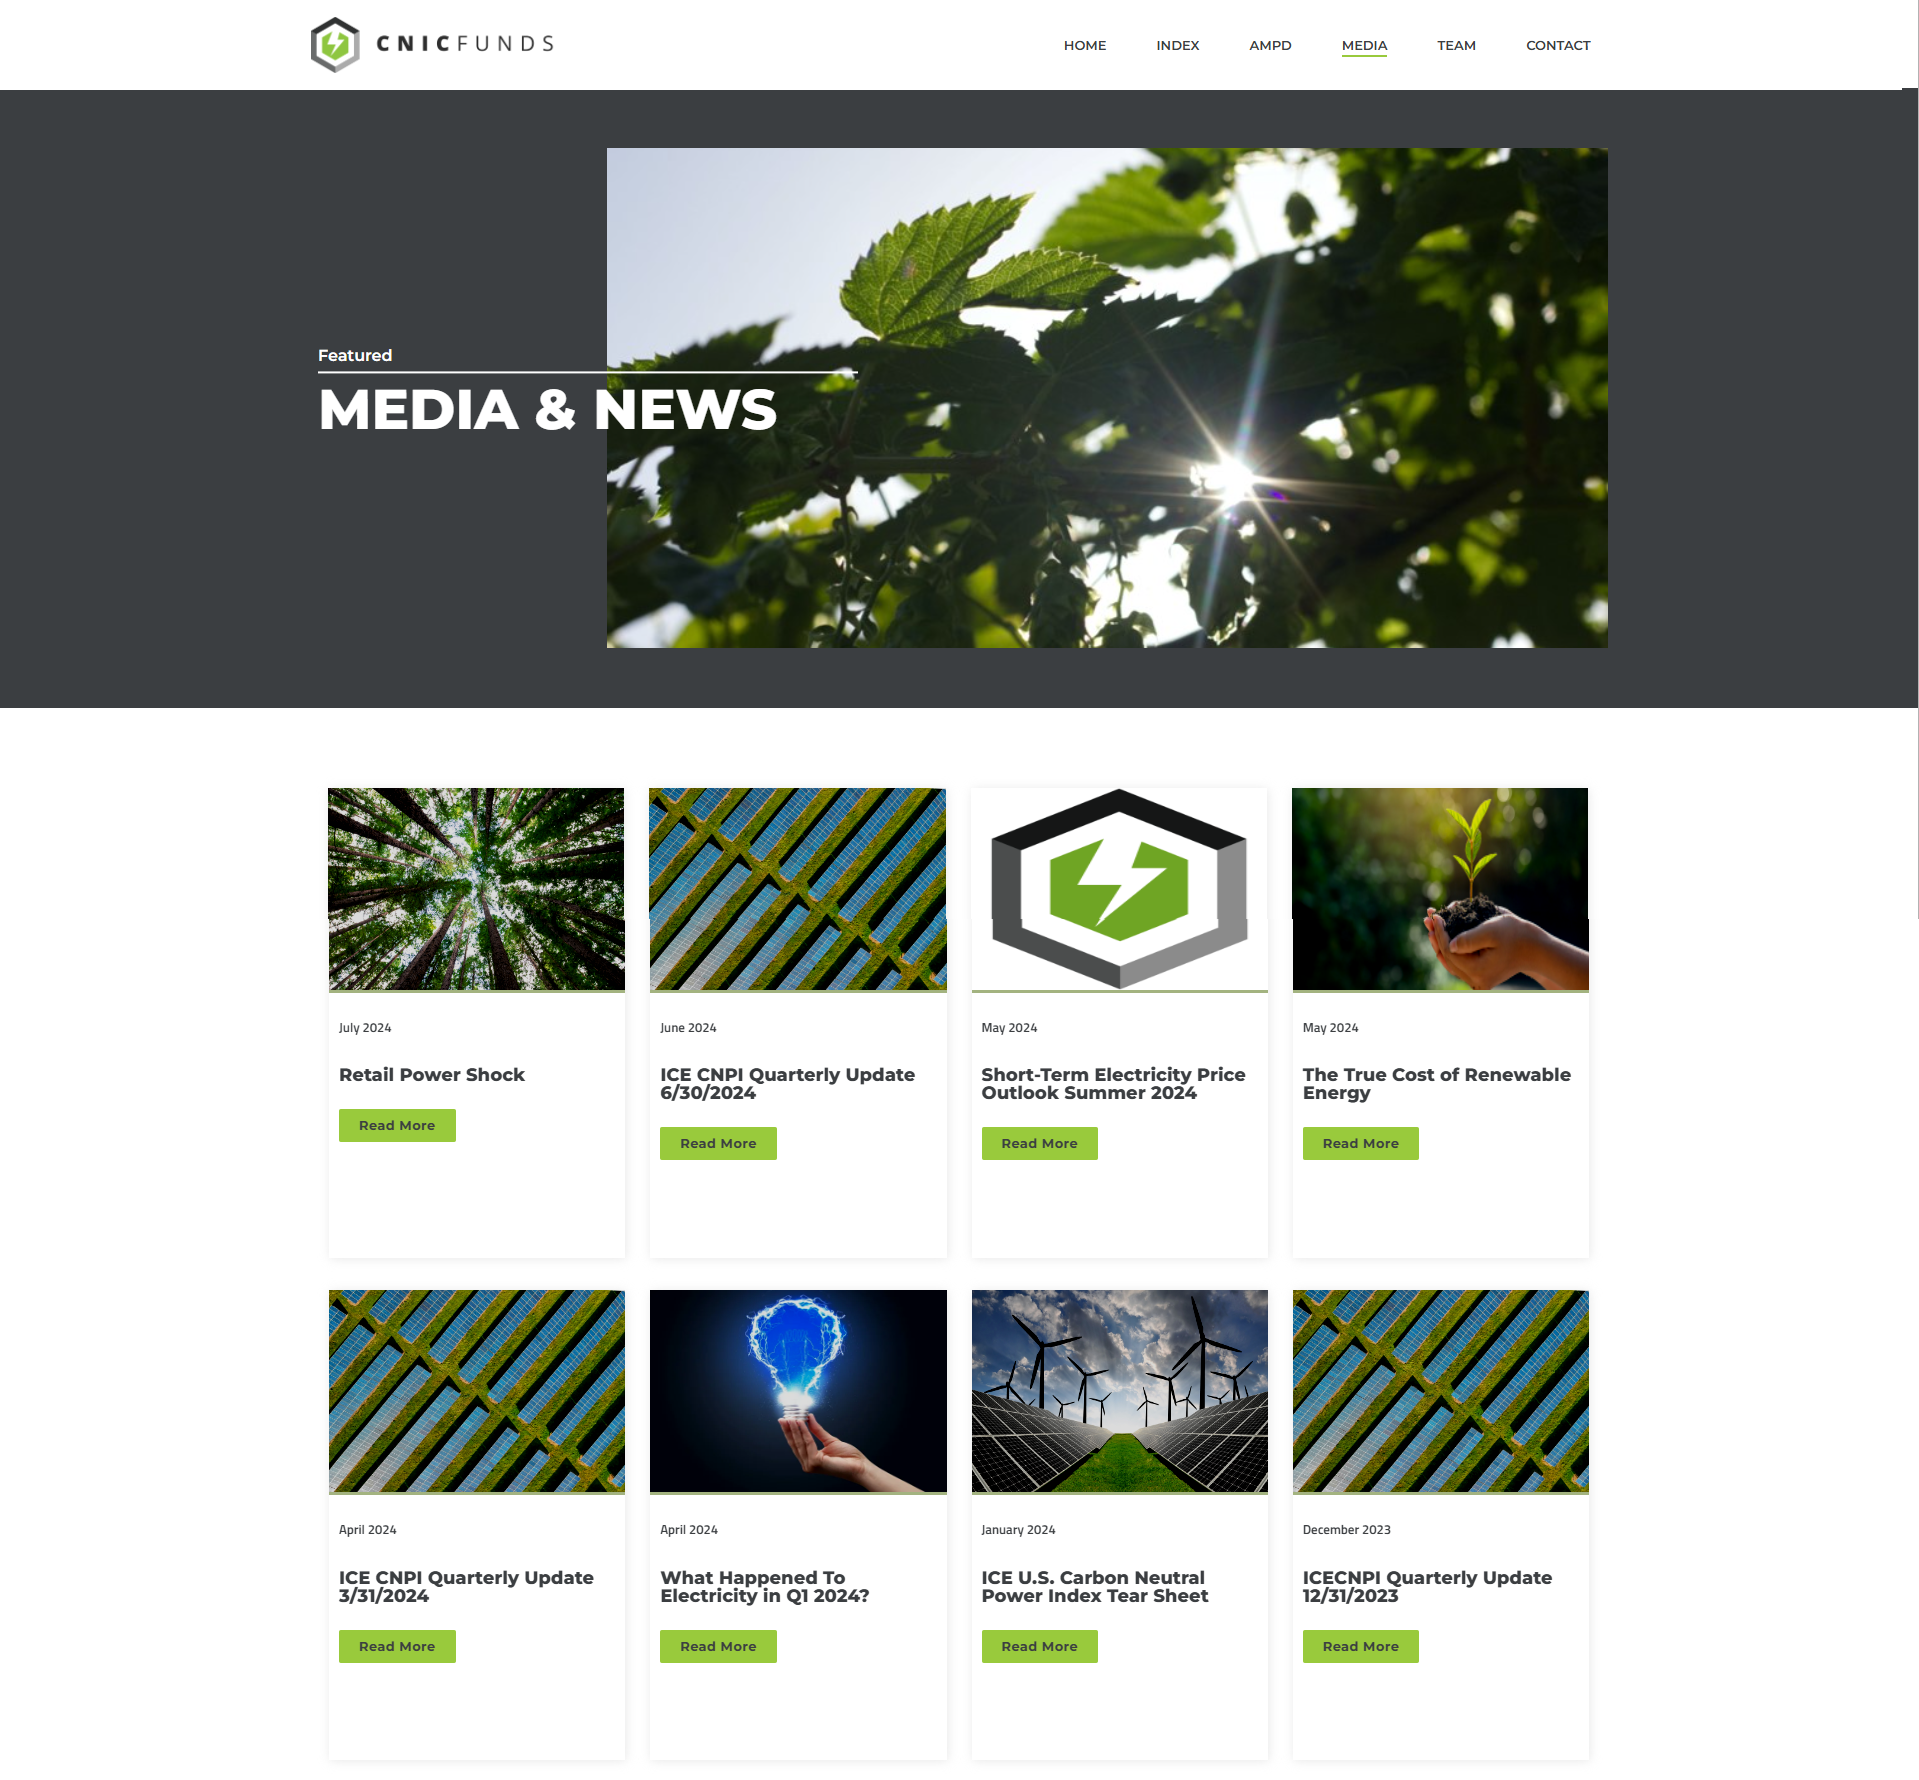 CNICFUNDS
HOME INDEX AMPD MEDIA TEAM CONTACT
Featured
MEDIA & NEWS
July 2024
Retail Power Shock
Read More
June 2024
ICE CNPI Quarterly Update
6/30/2024
Read More
May 2024
Short-Term Electricity Price
Outlook Summer 2024
Read More
May 2024
The True Cost of Renewable
Energy
Read More
April 2024
ICE CNPI Quarterly Update
3/31/2024
Read More
April 2024
What Happened To
Electricity in Q1 2024?
Read More
January 2024
ICE U.S. Carbon Neutral
Power Index Tear Sheet
Read More
December 2023
ICECNPI Quarterly Update
12/31/2023
Read More